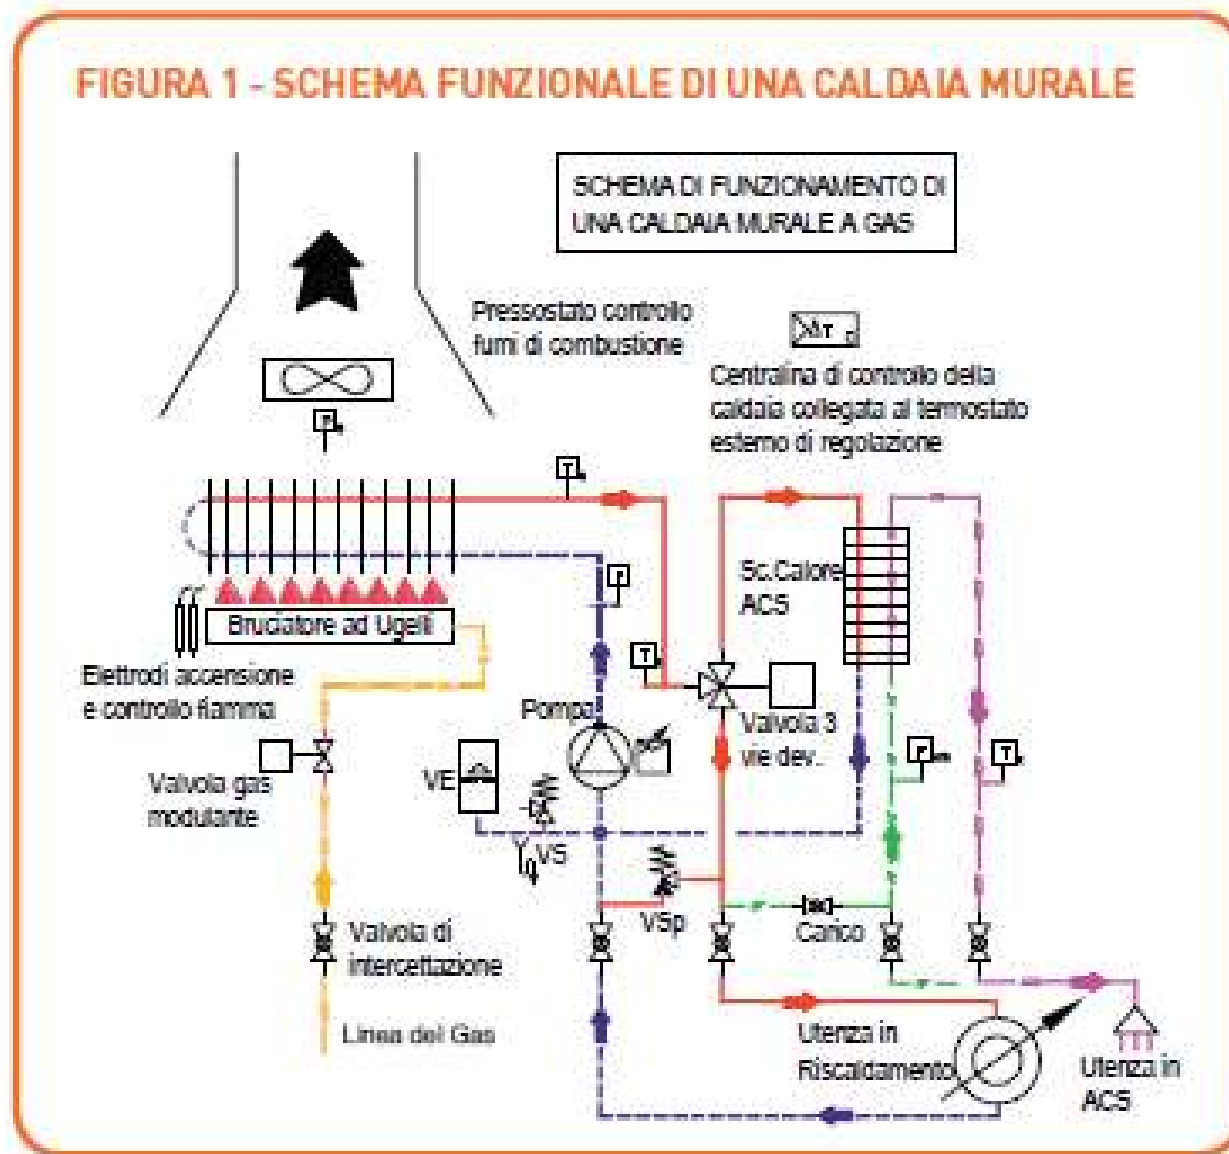 FIGURA 1 - SCHEMA FUNZIONALE DI UNA CALDAIA MURALE
SCHEMA DI FUNZIONAMENTO DI
UNA CALDAIA MURALE A GAS
Pressostato controllo
fumi di combustione
Centralina di controllo della
caldaia collegata al termostato
esterno di regolazione
Sc.Calore
ACS
Bruciatore ad Ugelli
Elettrodi accensione
e controllo fiamma
Pompa
Valvola 3
vie dev.
VE
Valvola gas
modulante
VS
VSp
Carico
Valvola di
intercettazione
Linea del Gas
Utenza in
Riscaldamento
Utenza in
ACS